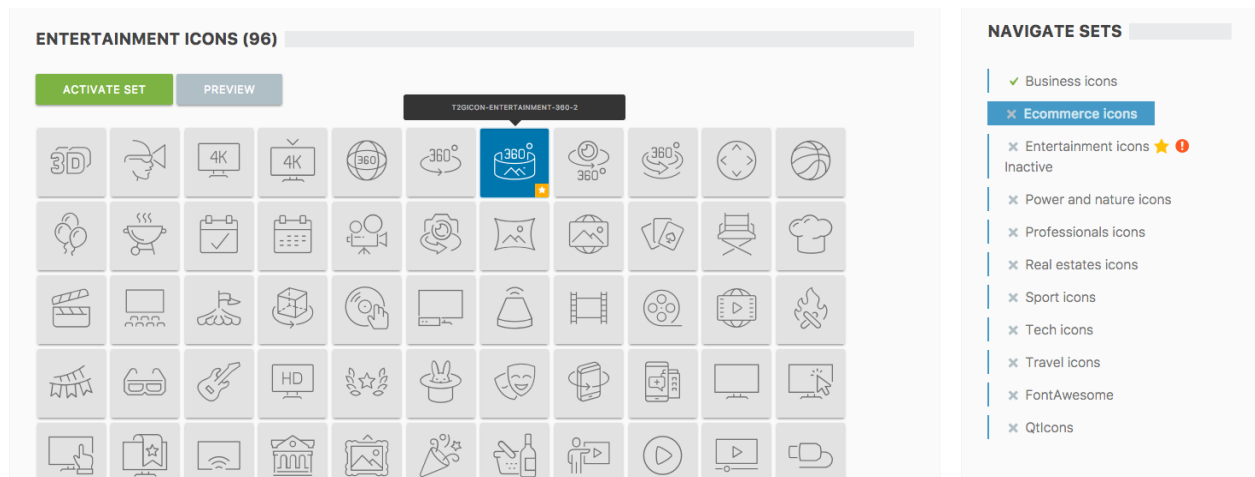 ENTERTAINMENT ICONS (96)
ACTIVATE SET
PREVIEW
T2GICON-ENTERTAINMENT-360-2
3D
4K
4K
360
360°
360°
360°
360°
HD
NAVIGATE SETS
Business icons
Ecommerce icons
Entertainment icons
Inactive
Power and nature icons
Professionals icons
Real estates icons
Sport icons
Tech icons
Travel icons
FontAwesome
QtIcons